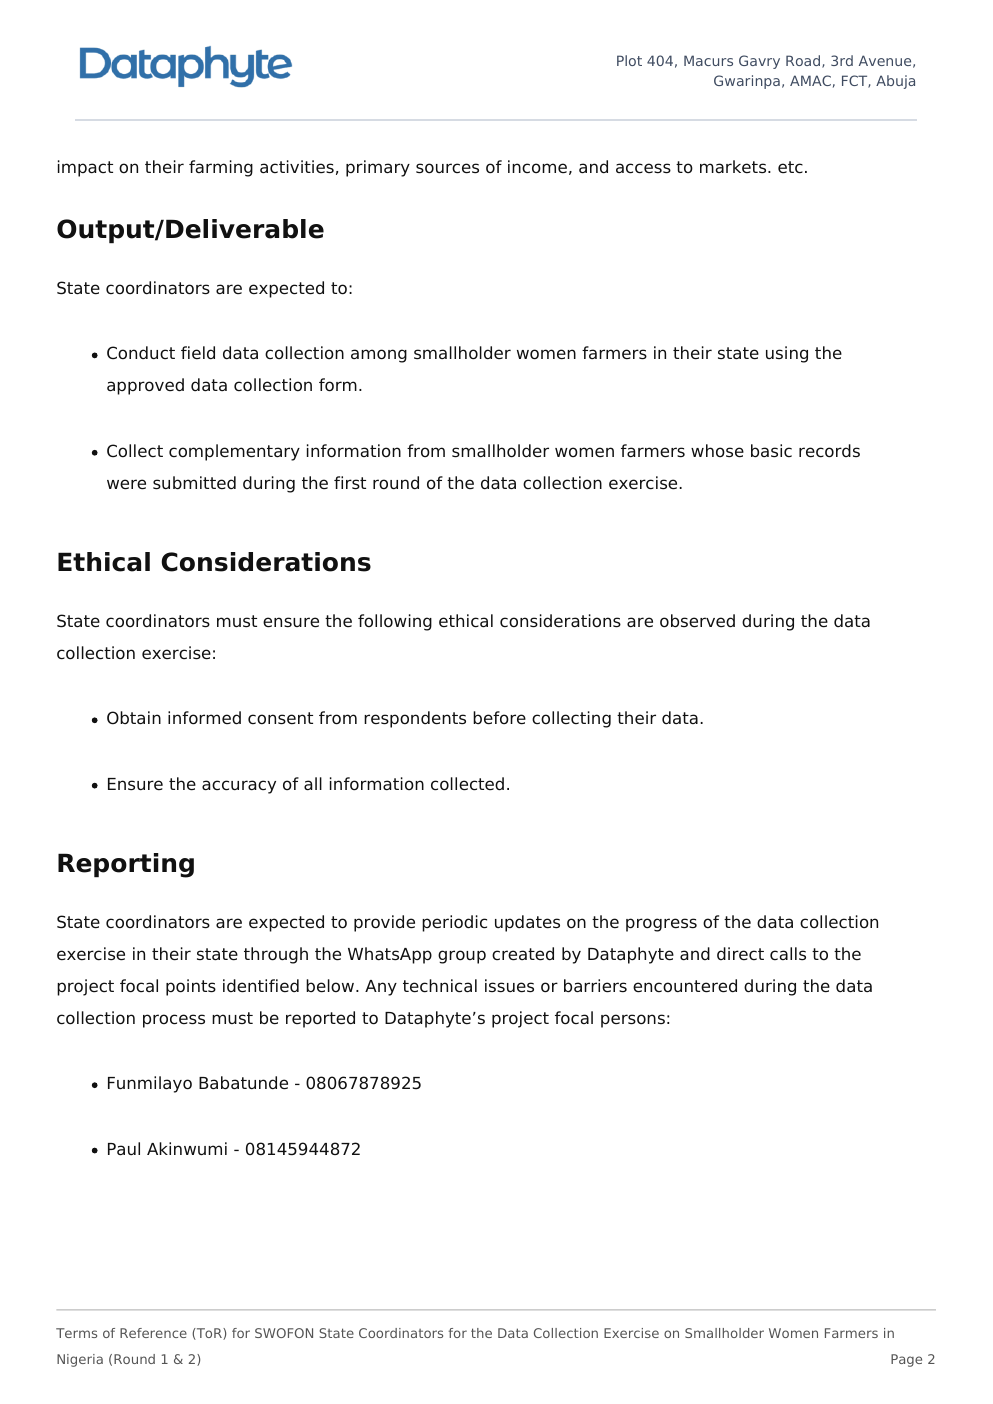 Dataphyte
Plot 404, Macurs Gavry Road, 3rd Avenue,
Gwarinpa, AMAC, FCT, Abuja
impact on their farming activities, primary sources of income, and access to markets. etc.
Output/Deliverable
State coordinators are expected to:
• Conduct field data collection among smallholder women farmers in their state using the
approved data collection form.
• Collect complementary information from smallholder women farmers whose basic records
were submitted during the first round of the data collection exercise.
Ethical Considerations
State coordinators must ensure the following ethical considerations are observed during the data
collection exercise:
• Obtain informed consent from respondents before collecting their data.
• Ensure the accuracy of all information collected.
Reporting
State coordinators are expected to provide periodic updates on the progress of the data collection
exercise in their state through the WhatsApp group created by Dataphyte and direct calls to the
project focal points identified below. Any technical issues or barriers encountered during the data
collection process must be reported to Dataphyte’s project focal persons:
• Funmilayo Babatunde - 08067878925
• Paul Akinwumi - 08145944872
Terms of Reference (ToR) for SWOFON State Coordinators for the Data Collection Exercise on Smallholder Women Farmers in
Nigeria (Round 1 & 2)
Page 2